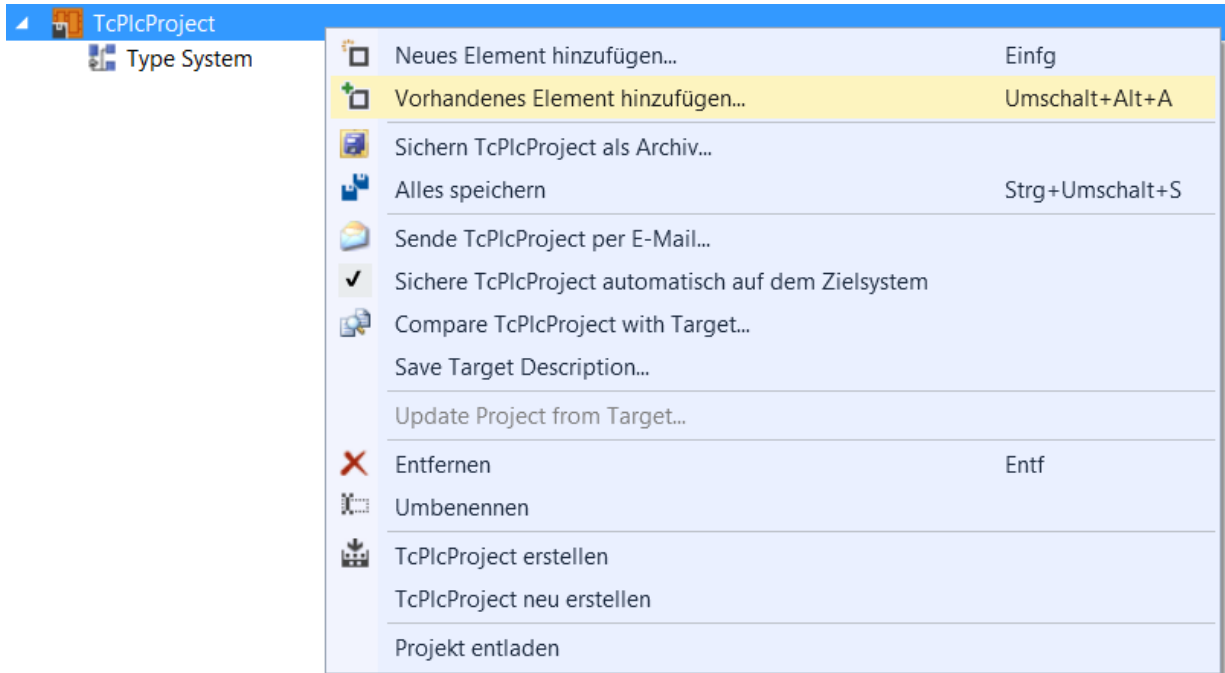 TcPlcProject
Type System
Neues Element hinzufügen... Einfg
Vorhandenes Element hinzufügen... Umschalt+Alt+A
Sichern TcPlcProject als Archiv...
Alles speichern Strg+Umschalt+S
Sende TcPlcProject per E-Mail...
Sichere TcPlcProject automatisch auf dem Zielsystem
Compare TcPlcProject with Target...
Save Target Description...
Update Project from Target...
Entfernen Entf
Umbenennen
TcPlcProject erstellen
TcPlcProject neu erstellen
Projekt entladen